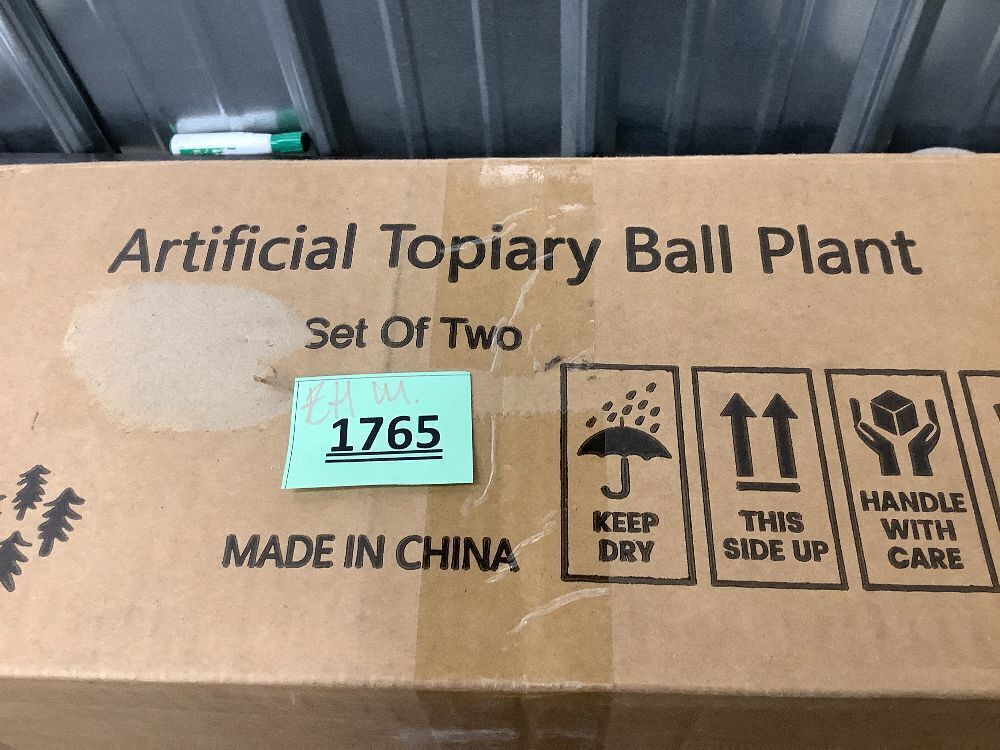 Artificial Topiary Ball Plant
Set Of Two
1765
MADE IN CHINA
KEEP
DRY
THIS
SIDE UP
HANDLE
WITH
CARE